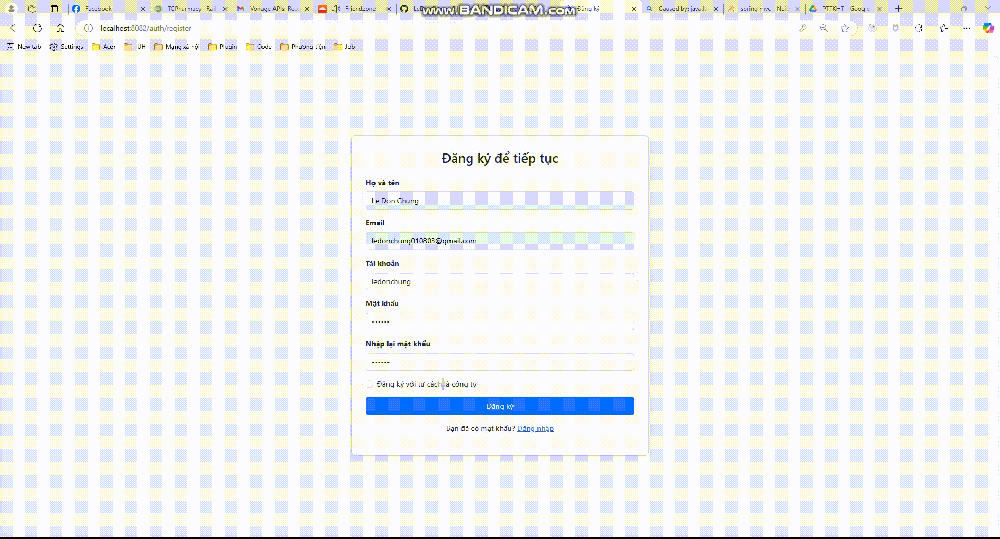 Facebook
TCPharmacy | Rail
Vonage APIs: Rec
Friendzone -
www.BANDICAM.com
Đăng ký
Caused by: java.la
spring mvc - Neith
PTTKHT - Google
localhost:8082/auth/register
New tab
Settings
Acer
IUH
Mạng xã hội
Plugin
Code
Phương tiện
Job
Đăng ký để tiếp tục
Họ và tên
Le Don Chung
Email
ledonchung010803@gmail.com
Tài khoản
ledonchung
Mật khẩu
••••••
Nhập lại mật khẩu
••••••
Đăng ký với tư cách là công ty
Đăng ký
Bạn đã có mật khẩu? Đăng nhập